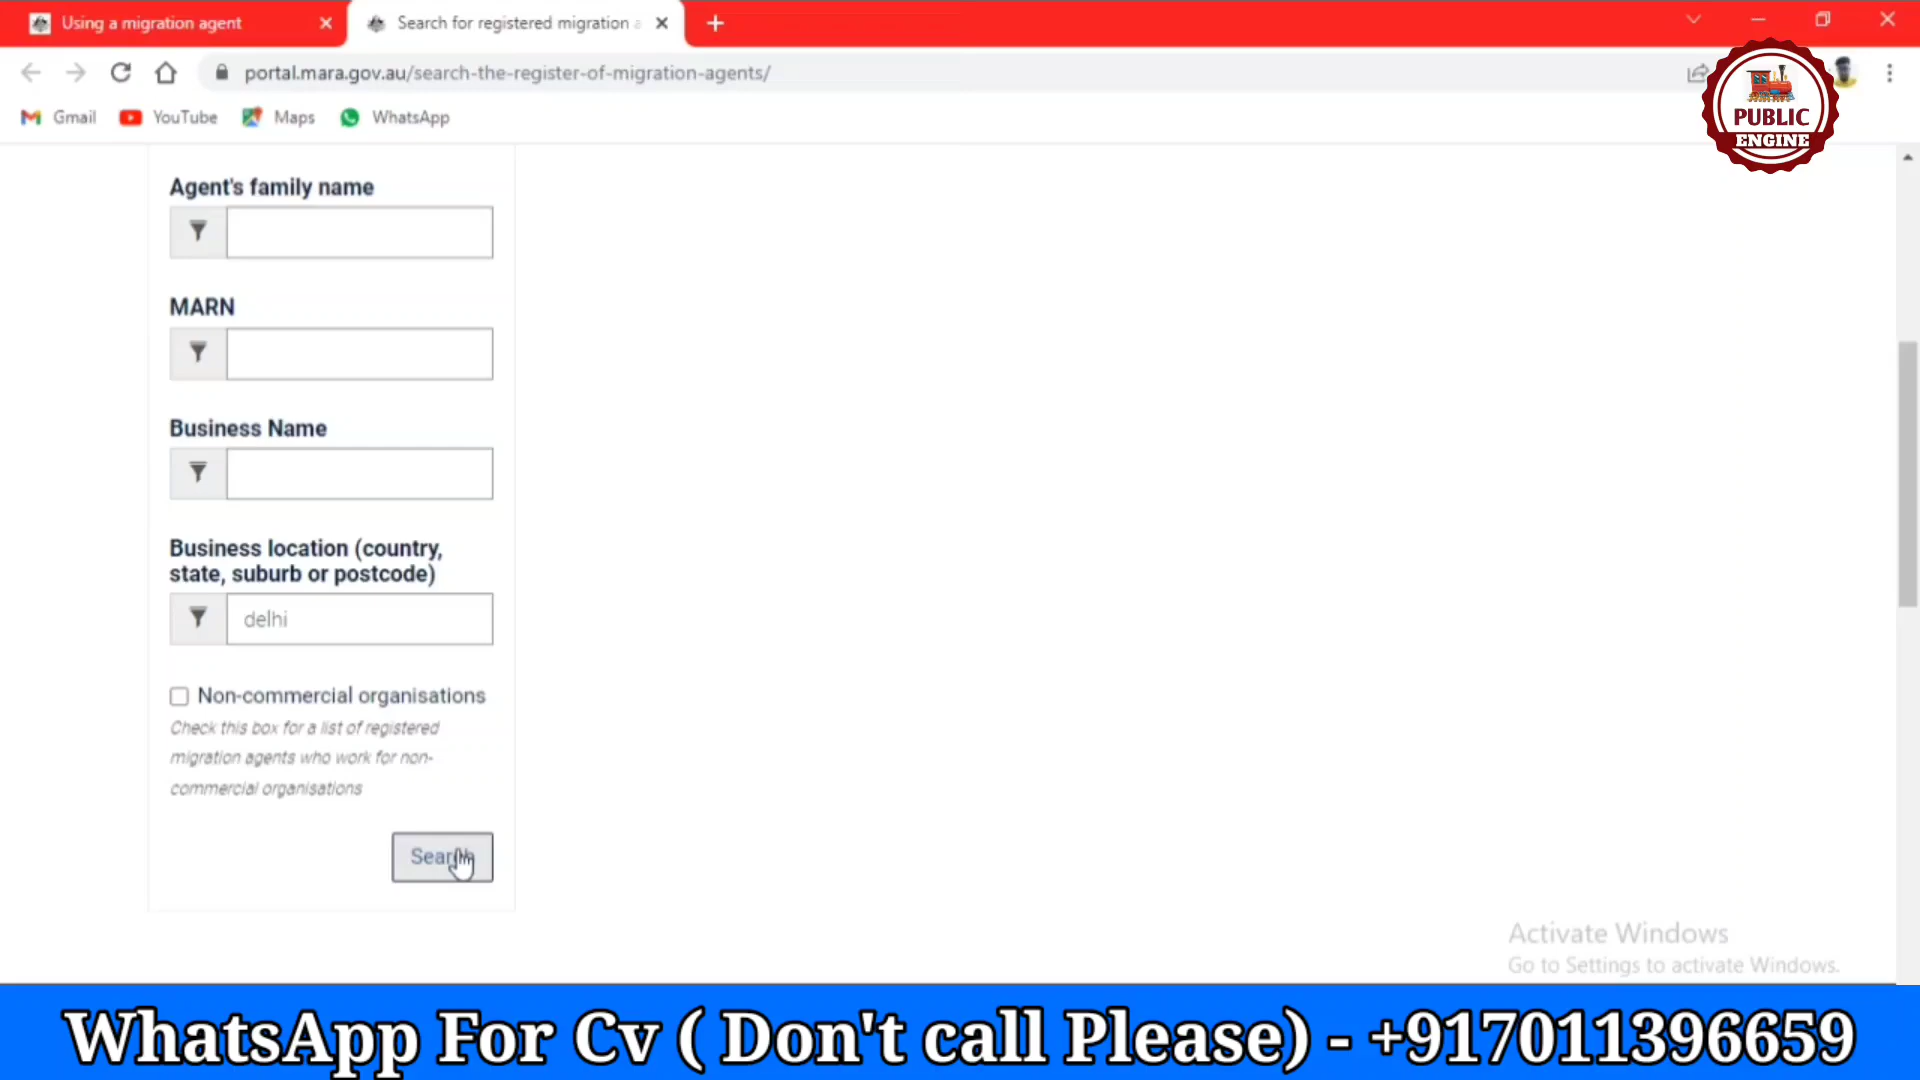 Using a migration agent
Search for registered migration a
portal.mara.gov.au/search-the-register-of-migration-agents/
Gmail
YouTube
Maps
WhatsApp
PUBLIC
ENGINE
Agent's family name
MARN
Business Name
Business location (country,
state, suburb or postcode)
delhi
Non-commercial organisations
Check this box for a list of registered
migration agents who work for non-
commercial organisations
Search
Activate Windows
Go to Settings to activate Windows.
WhatsApp For Cv ( Don't call Please) - +917011396659